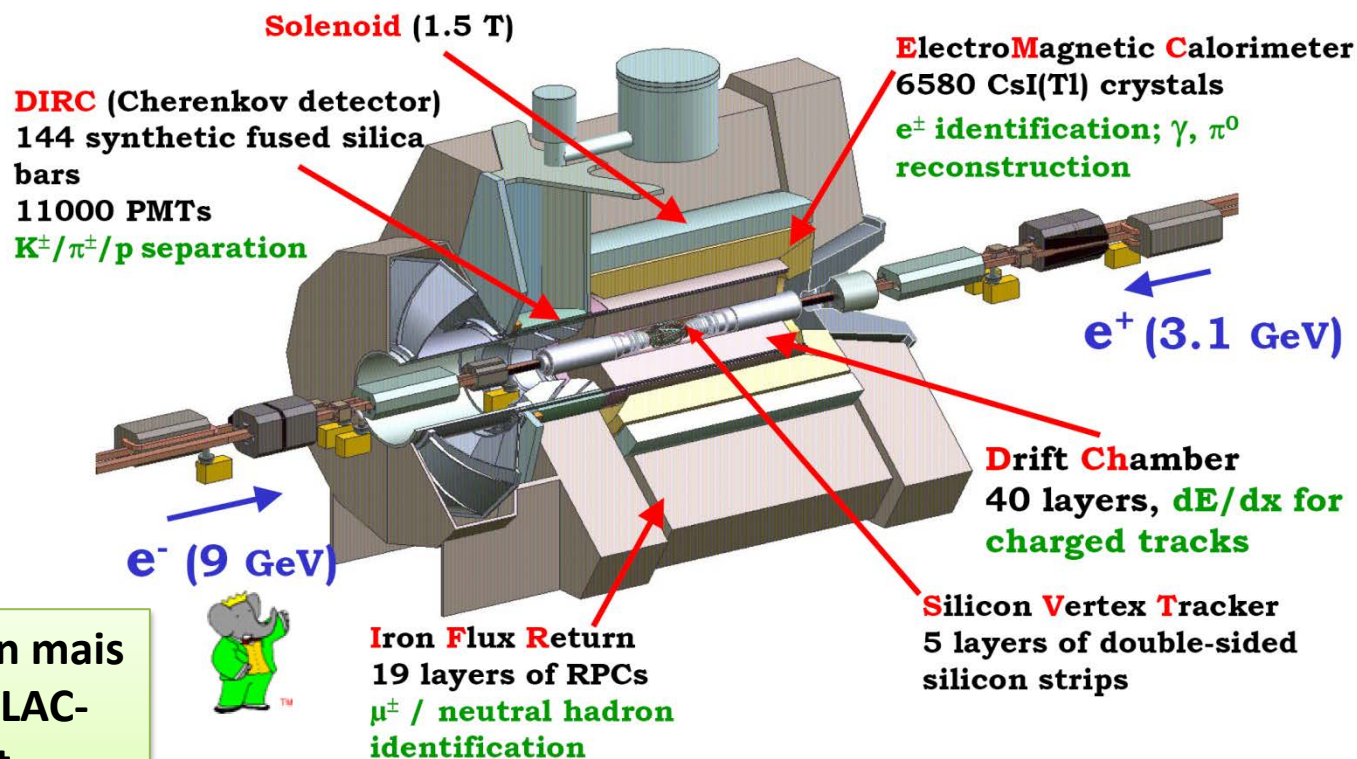 Solenoid (1.5 T)
DIRC (Cherenkov detector)
144 synthetic fused silica
bars
11000 PMTs
K±/π±/p separation
ElectroMagnetic Calorimeter
6580 CsI(Tl) crystals
e± identification; γ, π⁰
reconstruction
e⁺ (3.1 GeV)
e⁻ (9 GeV)
Drift Chamber
40 layers, dE/dx for
charged tracks
Silicon Vertex Tracker
5 layers of double-sided
silicon strips
Iron Flux Return
19 layers of RPCs
μ± / neutral hadron
identification
TM
n mais
LAC-